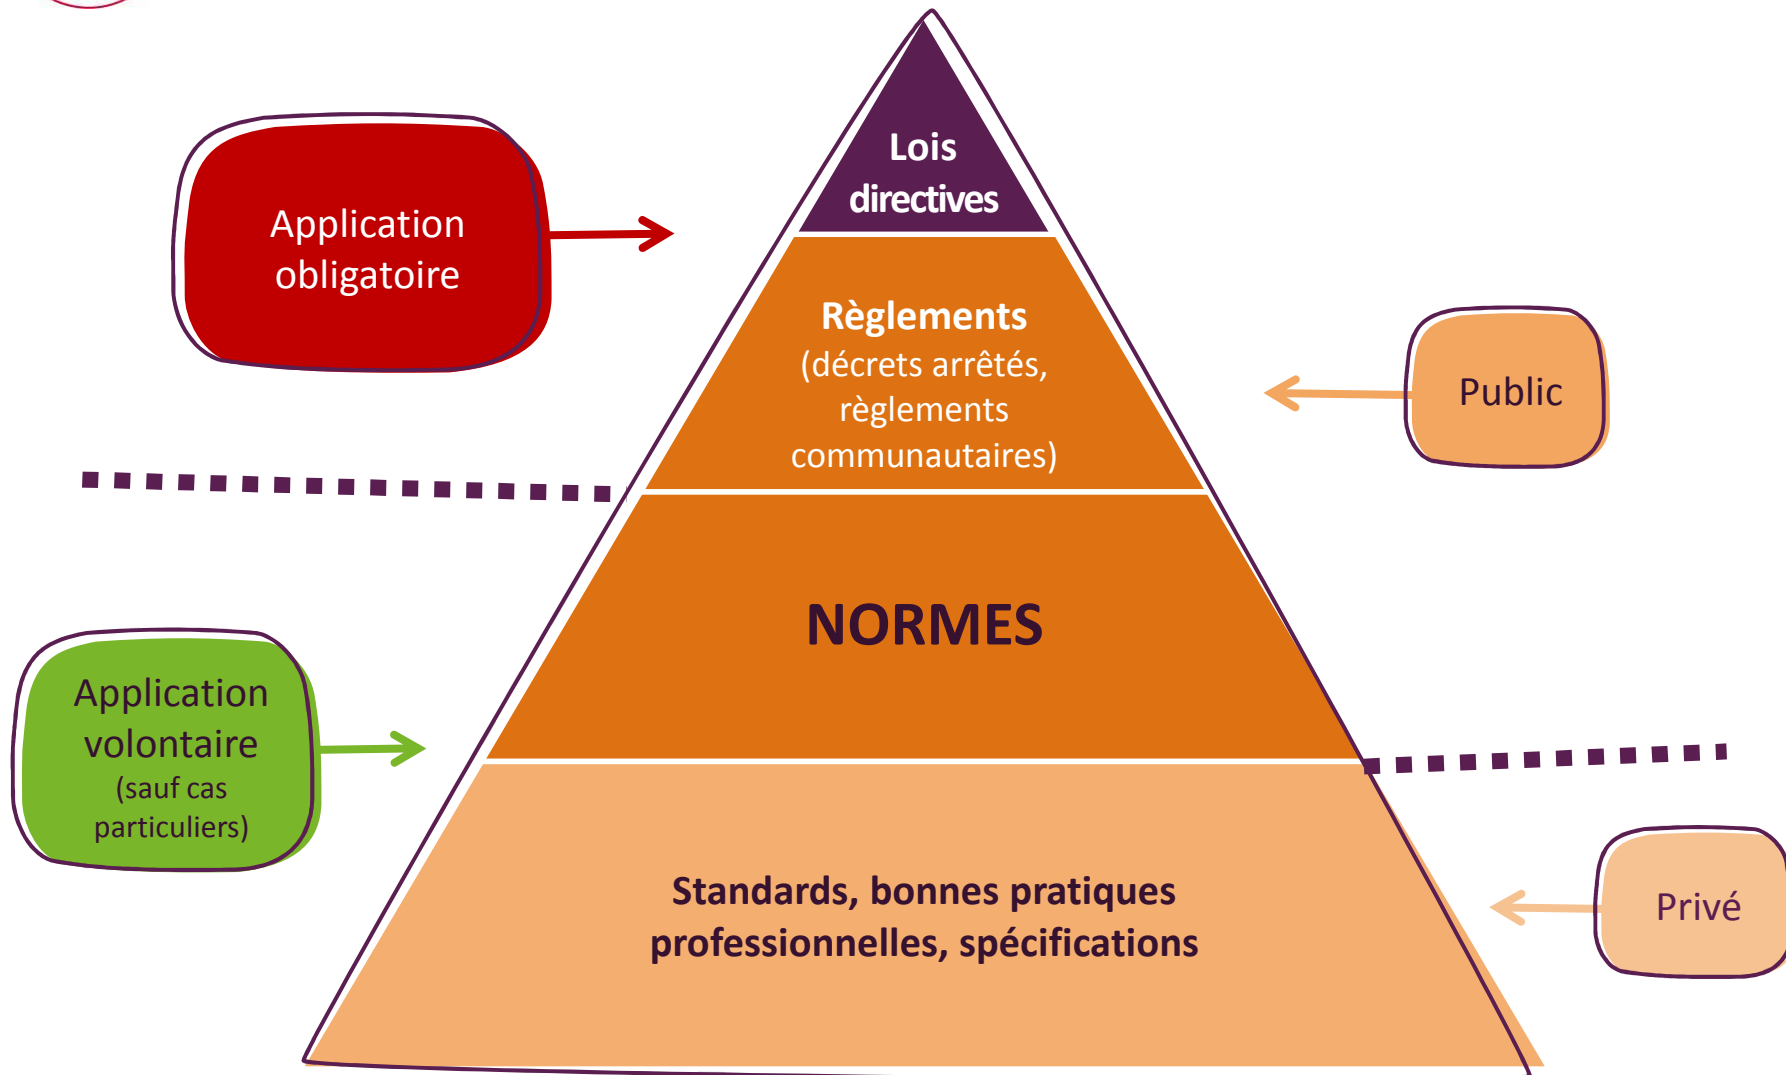 Lois
directives
Application
obligatoire
Règlements
(décrets arrêtés,
règlements
communautaires)
Public
NORMES
Application
volontaire
(sauf cas
particuliers)
Standards, bonnes pratiques
professionnelles, spécifications
Privé